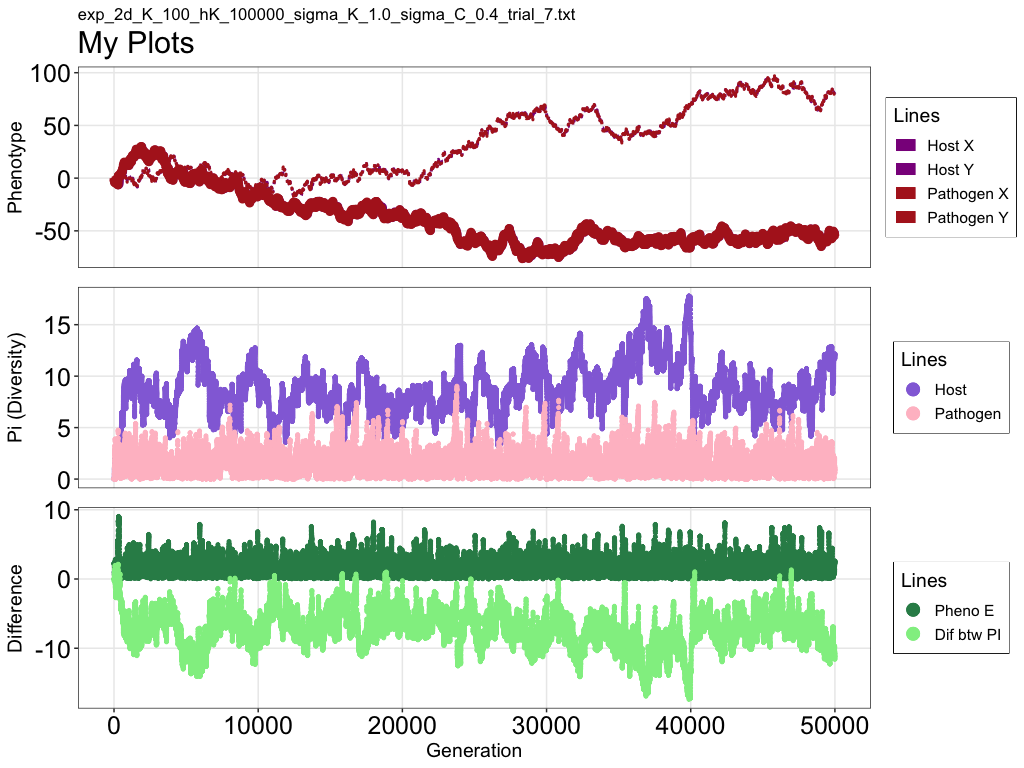 exp_2d_K_100_hK_100000_sigma_K_1.0_sigma_C_0.4_trial_7.txt
My Plots
Phenotype
100
50
0
-50
Lines
Host X
Host Y
Pathogen X
Pathogen Y
Pi (Diversity)
15
10
5
0
Lines
Host
Pathogen
Difference
10
0
-10
Lines
Pheno E
Dif btw PI
0 10000 20000 30000 40000 50000
Generation